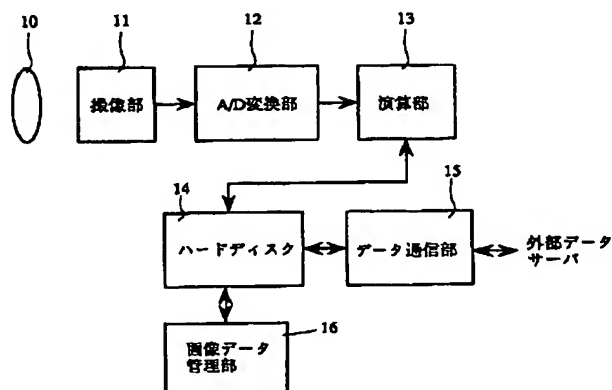 10
11
12
13
撮像部
A/D変換部
演算部
14
15
ハードディスク
データ通信部
外部データ
サーバ
16
画像データ
管理部